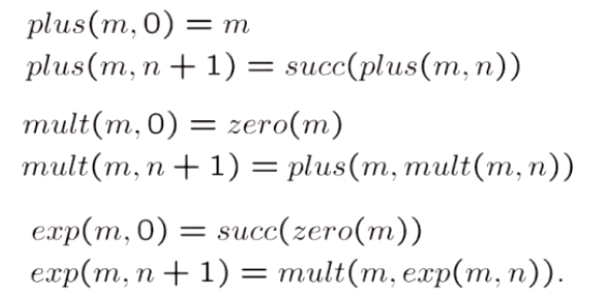 plus(m, 0) = m
plus(m, n + 1) = succ(plus(m, n))
mult(m, 0) = zero(m)
mult(m, n + 1) = plus(m, mult(m, n))
exp(m, 0) = succ(zero(m))
exp(m, n + 1) = mult(m, exp(m, n)).